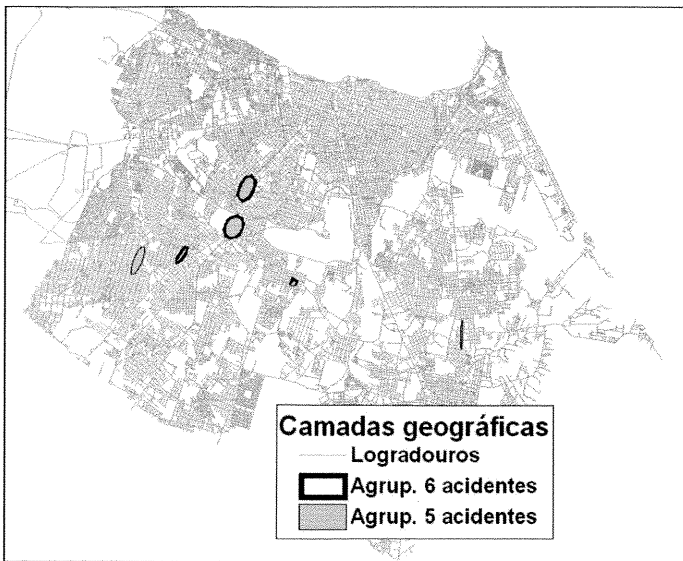 Camadas geográficas
Logradouros
Agrup. 6 acidentes
Agrup. 5 acidentes